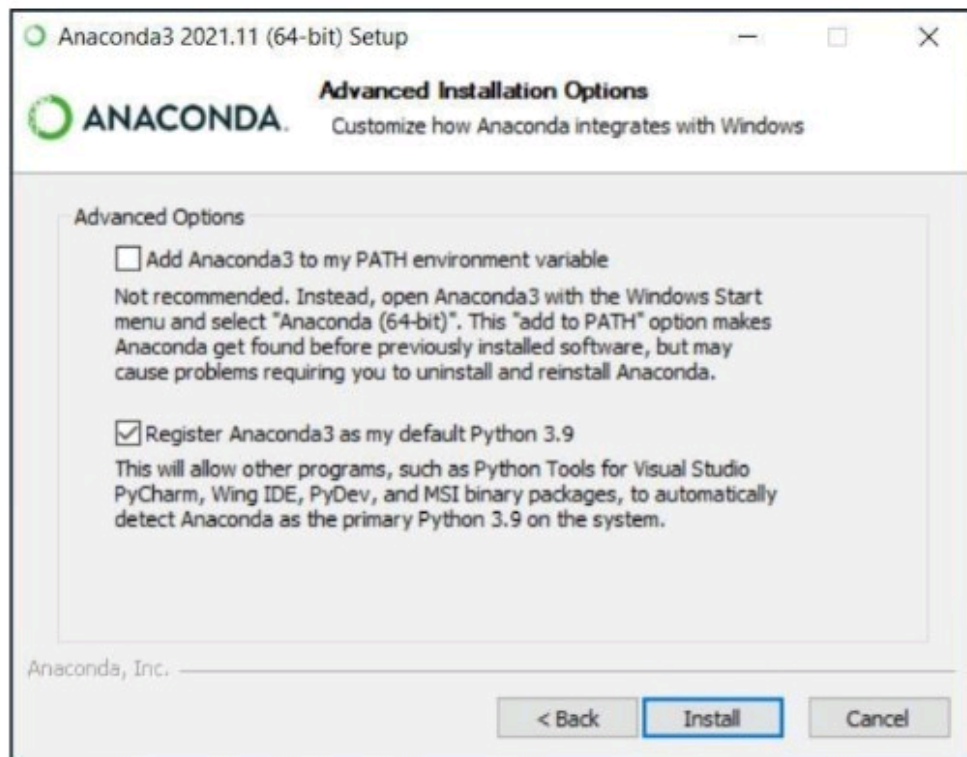 Anaconda3 2021.11 (64-bit) Setup
ANACONDA.
Advanced Installation Options
Customize how Anaconda integrates with Windows
Advanced Options
Add Anaconda3 to my PATH environment variable
Not recommended. Instead, open Anaconda3 with the Windows Start
menu and select "Anaconda (64-bit)". This "add to PATH" option makes
Anaconda get found before previously installed software, but may
cause problems requiring you to uninstall and reinstall Anaconda.
Register Anaconda3 as my default Python 3.9
This will allow other programs, such as Python Tools for Visual Studio
PyCharm, Wing IDE, PyDev, and MSI binary packages, to automatically
detect Anaconda as the primary Python 3.9 on the system.
Anaconda, Inc.
< Back
Install
Cancel